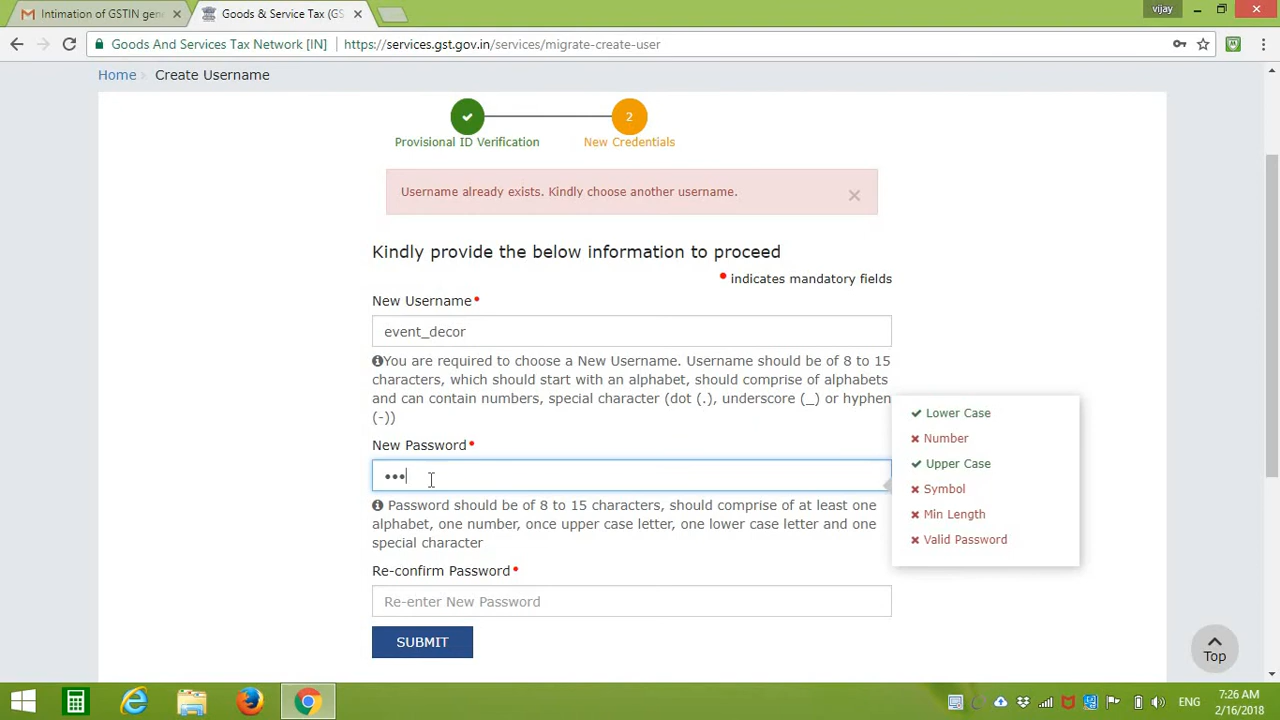 Intimation of GSTIN gen
Goods & Service Tax (GS
vijay
Goods And Services Tax Network [IN]
https://services.gst.gov.in/services/migrate-create-user
Home
Create Username
2
Provisional ID Verification
New Credentials
Username already exists. Kindly choose another username.
Kindly provide the below information to proceed
• indicates mandatory fields
New Username•
event_decor
You are required to choose a New Username. Username should be of 8 to 15
characters, which should start with an alphabet, should comprise of alphabets
and can contain numbers, special character (dot (.), underscore (_) or hyphen
(-))
Lower Case
Number
Upper Case
Symbol
Min Length
Valid Password
New Password•
•••
Password should be of 8 to 15 characters, should comprise of at least one
alphabet, one number, once upper case letter, one lower case letter and one
special character
Re-confirm Password•
Re-enter New Password
SUBMIT
Top
ENG
7:26 AM
2/16/2018